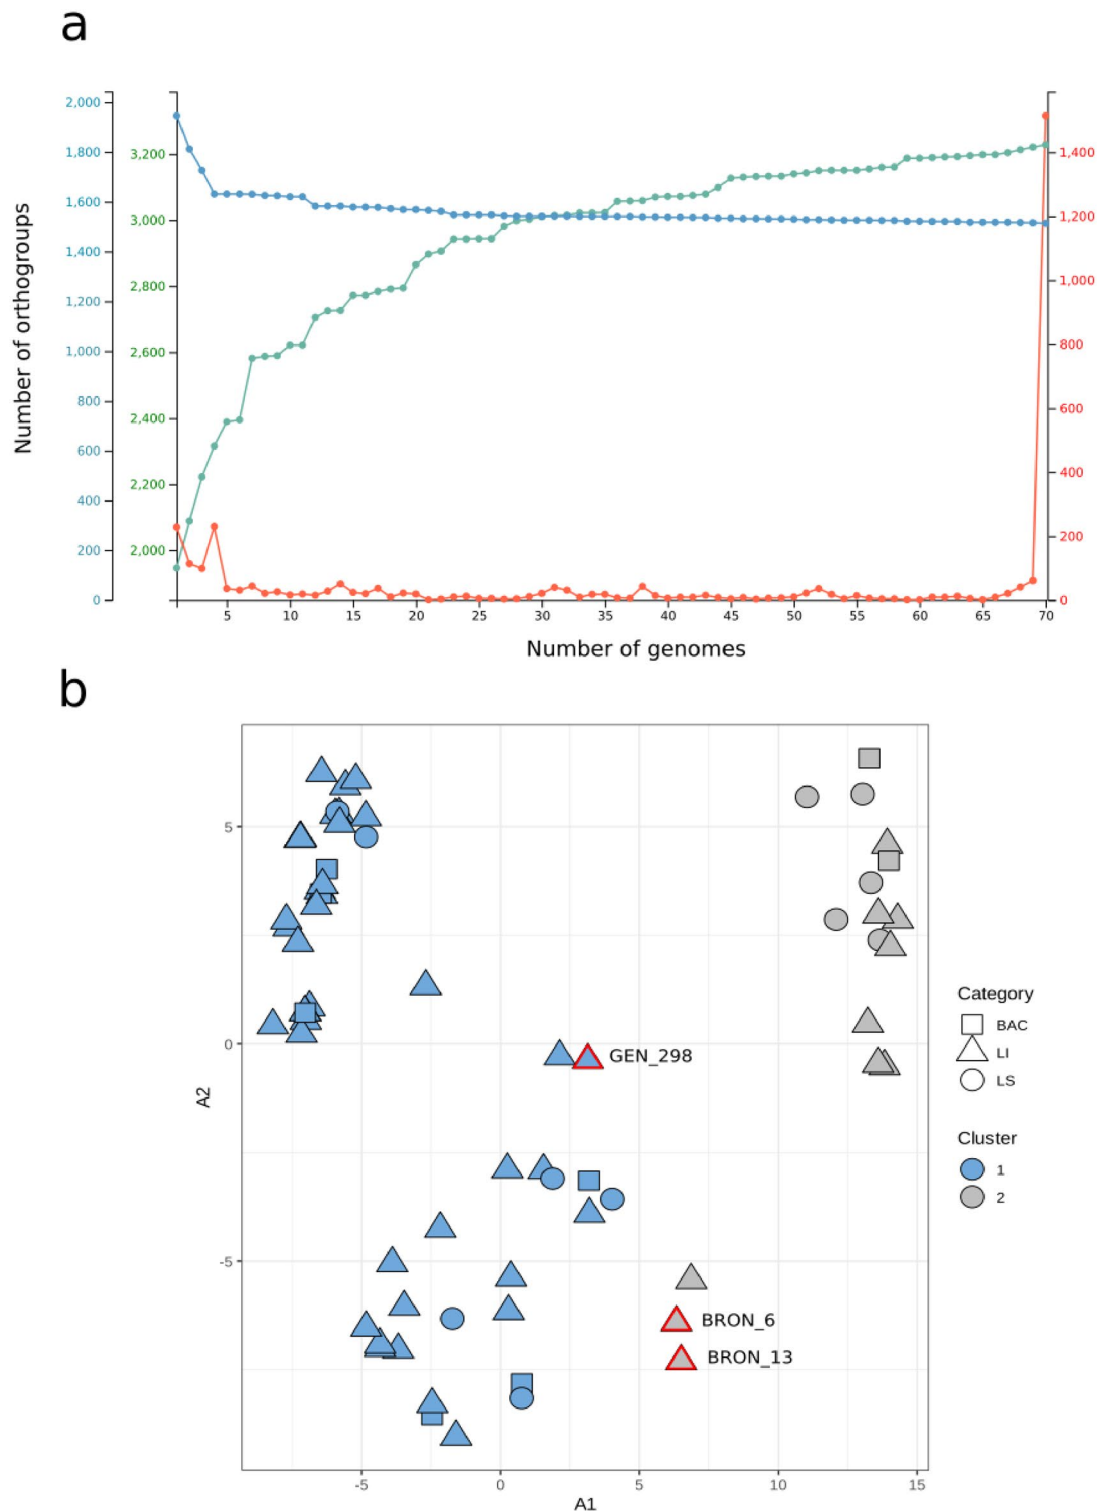 a
Number of orthogroups
2,000
1,800
1,600
1,400
1,200
1,000
800
600
400
200
0
3,200
3,000
2,800
2,600
2,400
2,200
2,000
1,400
1,200
1,000
800
600
400
200
0
5 10 15 20 25 30 35 40 45 50 55 60 65 70
Number of genomes
b
A2
5
0
-5
GEN_298
BRON_6
BRON_13
-5 0 5 10 15
A1
Category
BAC
LI
LS
Cluster
1
2